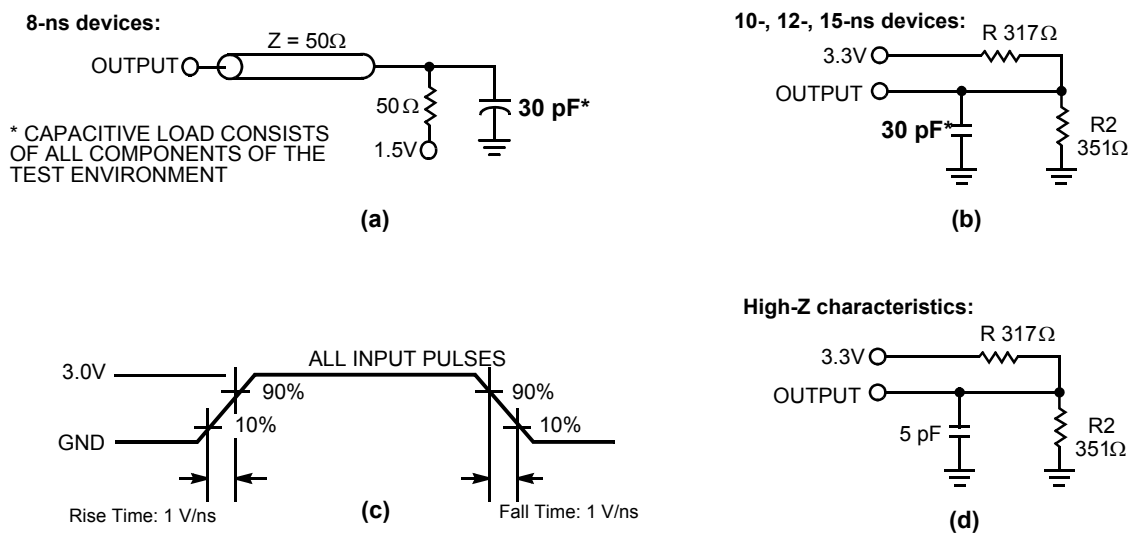 8-ns devices:
Z = 50Ω
OUTPUT
50Ω
30 pF*
1.5V
* CAPACITIVE LOAD CONSISTS
OF ALL COMPONENTS OF THE
TEST ENVIRONMENT
(a)
10-, 12-, 15-ns devices:
R 317Ω
3.3V
OUTPUT
30 pF*
R2
351Ω
(b)
ALL INPUT PULSES
3.0V
90%
10%
GND
90%
10%
Rise Time: 1 V/ns
(c)
Fall Time: 1 V/ns
High-Z characteristics:
R 317Ω
3.3V
OUTPUT
5 pF
R2
351Ω
(d)